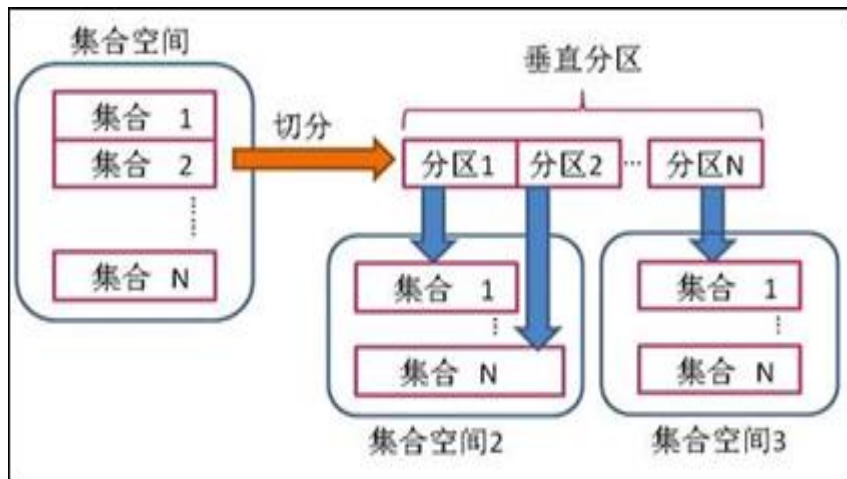 集合空间
集合 1
集合 2
......
集合 N
切分
垂直分区
分区1
分区2
...
分区N
集合 1
...
集合 N
集合空间2
集合 1
...
集合 N
集合空间3